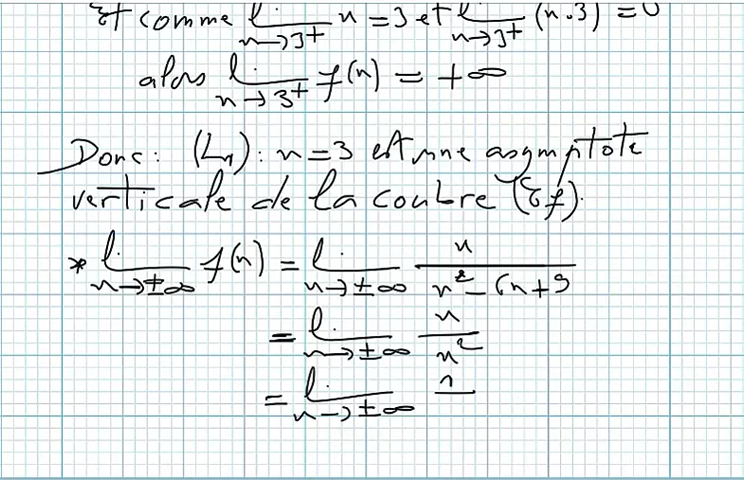 Et comme lim x→3⁺ x = 3 et lim x→3⁺ (x-3) = 0
alors lim x→3⁺ f(x) = +∞
Donc : (L₁) : x = 3 est une asymptote
verticale de la courbe (Cf).
* lim x→±∞ f(x) = lim x→±∞ x / (x² - 6x + 9)
= lim x→±∞ x / x²
= lim x→±∞ 1 /